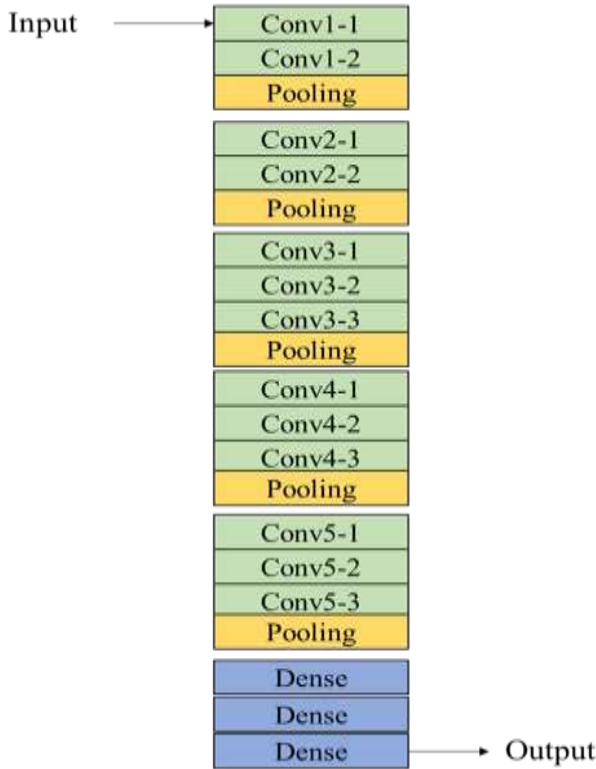 Input
Conv1-1
Conv1-2
Pooling
Conv2-1
Conv2-2
Pooling
Conv3-1
Conv3-2
Conv3-3
Pooling
Conv4-1
Conv4-2
Conv4-3
Pooling
Conv5-1
Conv5-2
Conv5-3
Pooling
Dense
Dense
Dense
Output